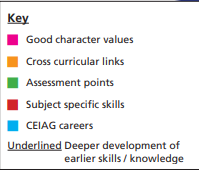 Key
Good character values
Cross curricular links
Assessment points
Subject specific skills
CEIAG careers
Underlined Deeper development of
earlier skills / knowledge